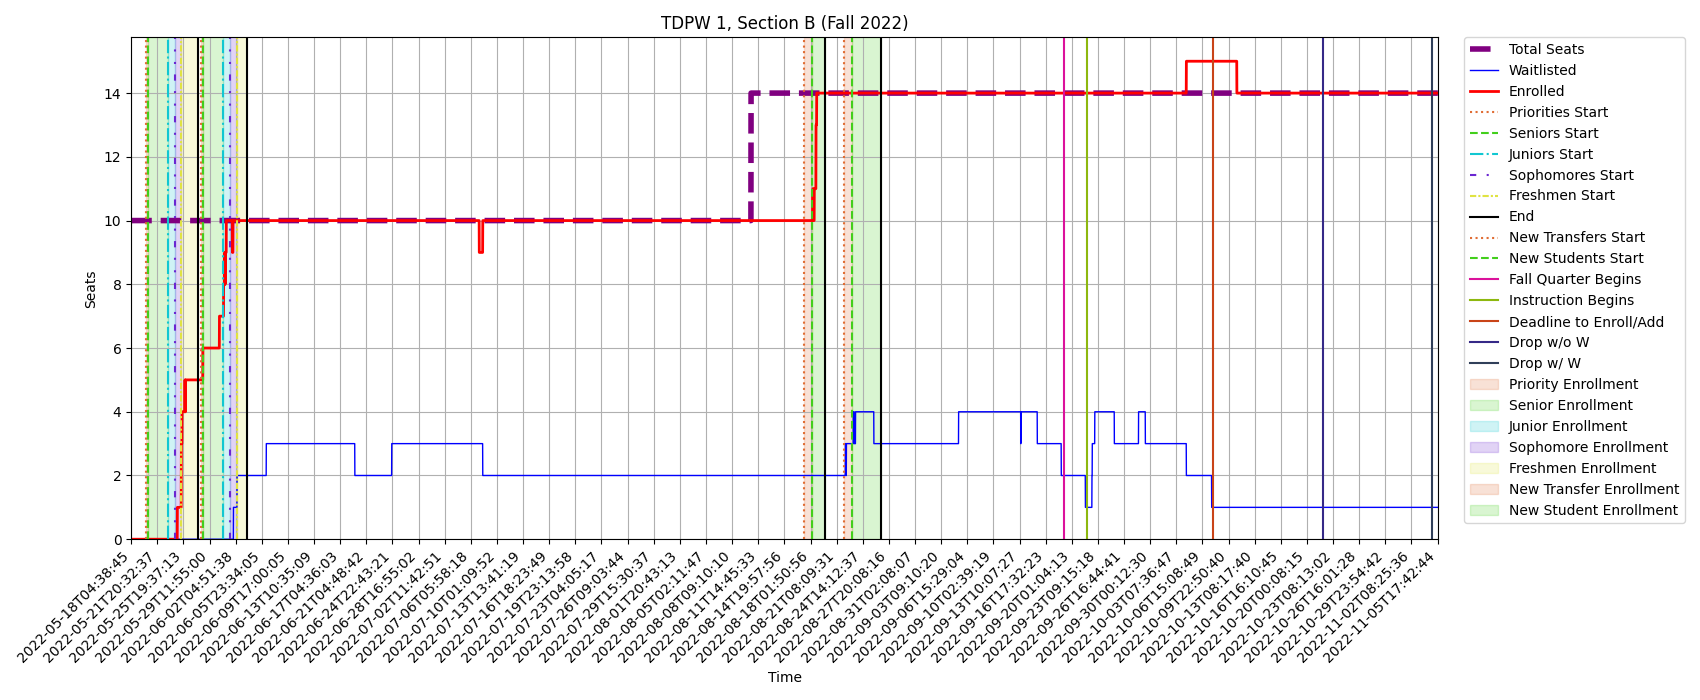 TDPW 1, Section B (Fall 2022)
Seats
14
12
10
8
6
4
2
0
2022-05-18T04:38:45
2022-05-21T20:32:37
2022-05-25T19:37:13
2022-05-29T11:55:00
2022-06-02T04:51:38
2022-06-05T23:34:05
2022-06-09T17:00:05
2022-06-13T10:35:09
2022-06-17T04:36:03
2022-06-21T04:48:42
2022-06-24T22:43:21
2022-06-28T16:55:02
2022-07-02T11:42:51
2022-07-06T05:58:18
2022-07-10T01:09:52
2022-07-13T13:41:19
2022-07-16T18:23:49
2022-07-19T23:13:58
2022-07-23T04:05:17
2022-07-26T09:03:44
2022-07-29T15:30:37
2022-08-01T20:43:13
2022-08-05T02:11:47
2022-08-08T09:10:10
2022-08-11T14:45:33
2022-08-14T19:57:56
2022-08-18T01:50:56
2022-08-21T08:09:31
2022-08-24T14:12:37
2022-08-27T20:08:16
2022-08-31T02:08:07
2022-09-03T09:10:20
2022-09-06T15:29:04
2022-09-10T02:39:19
2022-09-13T10:07:27
2022-09-16T17:32:23
2022-09-20T01:04:13
2022-09-23T09:15:18
2022-09-26T16:44:41
2022-09-30T00:12:30
2022-10-03T07:36:47
2022-10-06T15:08:49
2022-10-09T22:50:40
2022-10-13T08:17:40
2022-10-16T16:10:45
2022-10-20T00:08:15
2022-10-23T08:13:02
2022-10-26T16:01:28
2022-10-29T23:54:42
2022-11-02T08:25:36
2022-11-05T17:42:44
Time
Total Seats
Waitlisted
Enrolled
Priorities Start
Seniors Start
Juniors Start
Sophomores Start
Freshmen Start
End
New Transfers Start
New Students Start
Fall Quarter Begins
Instruction Begins
Deadline to Enroll/Add
Drop w/o W
Drop w/ W
Priority Enrollment
Senior Enrollment
Junior Enrollment
Sophomore Enrollment
Freshmen Enrollment
New Transfer Enrollment
New Student Enrollment